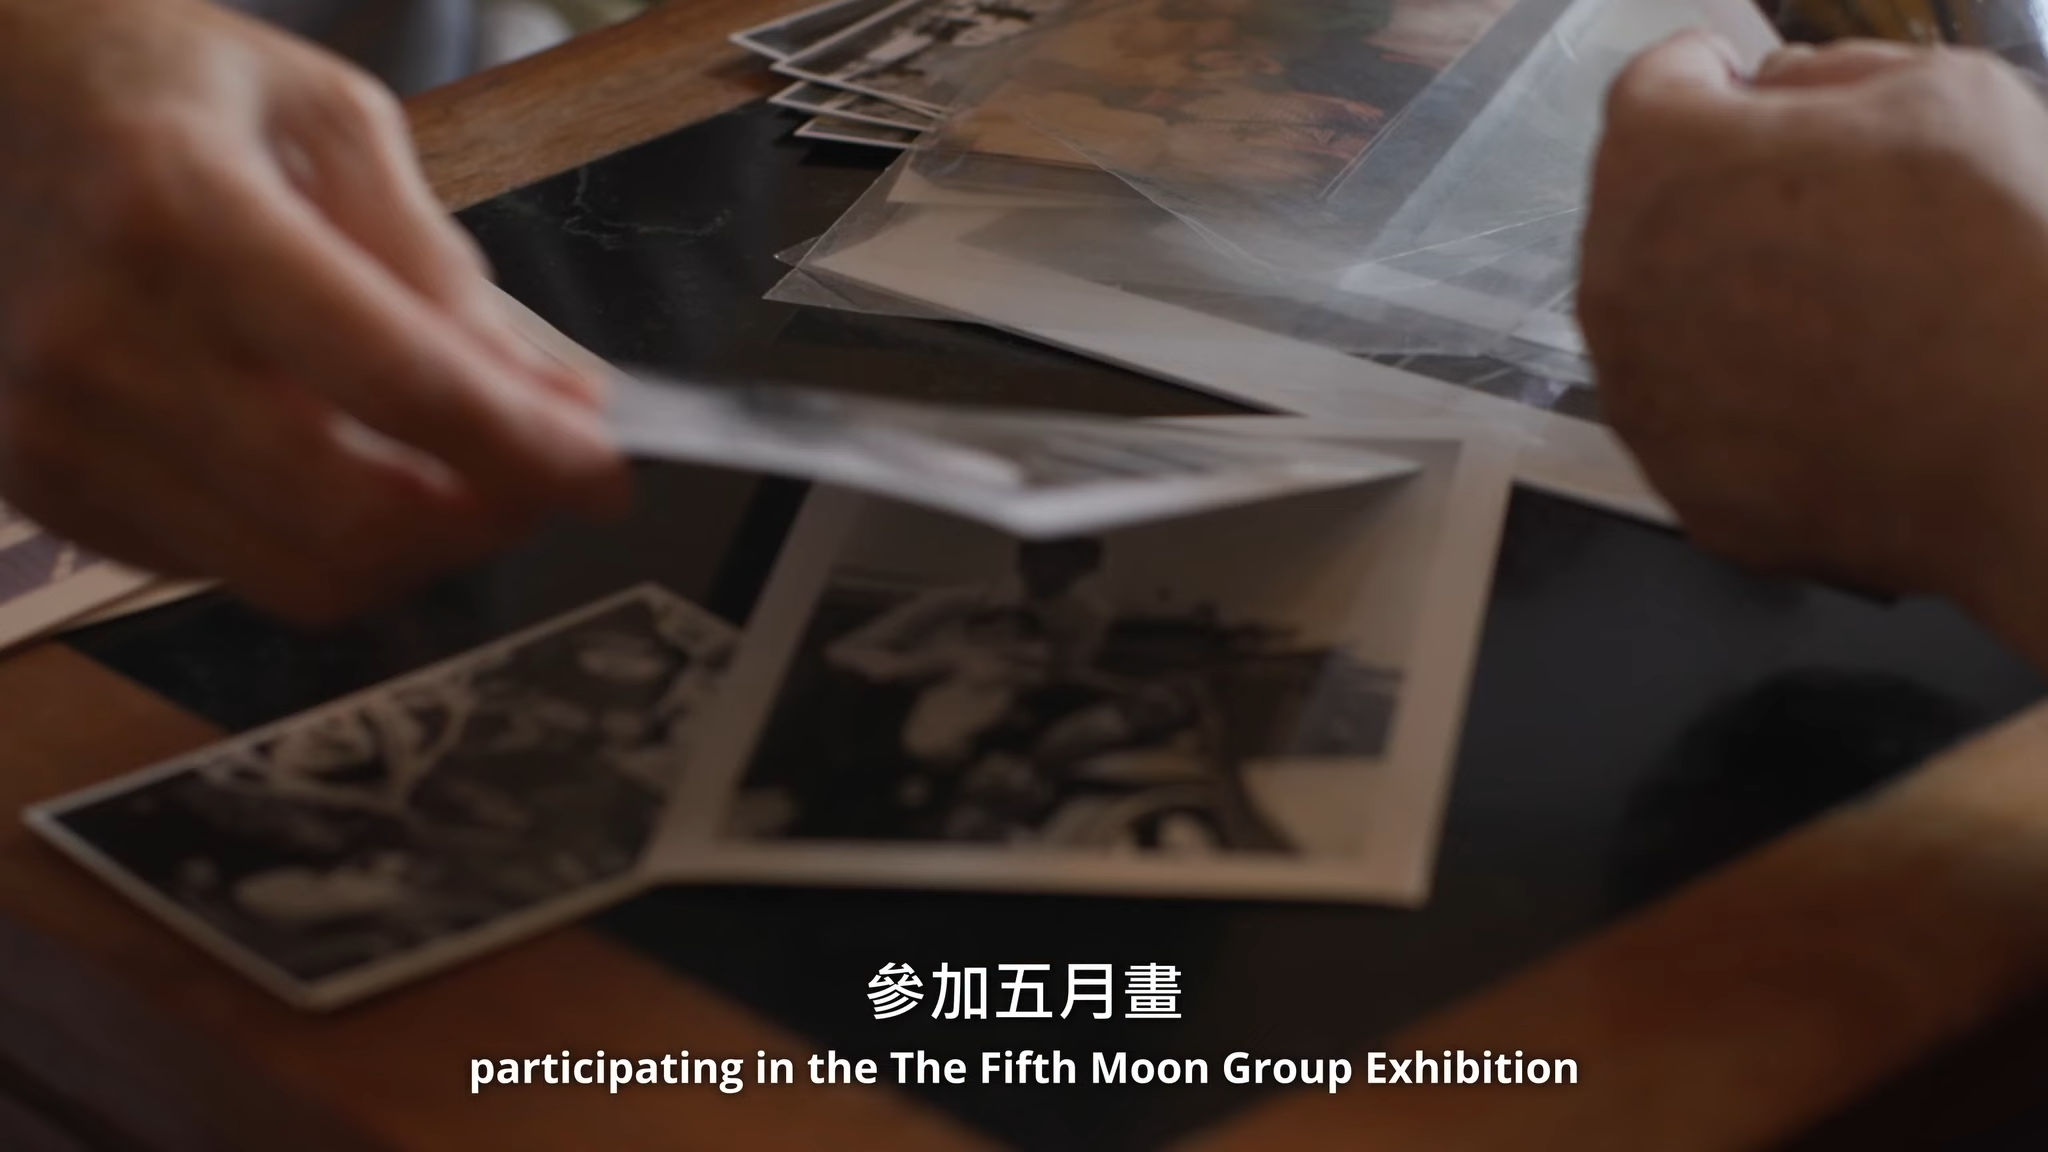 參加五月畫
participating in the The Fifth Moon Group Exhibition